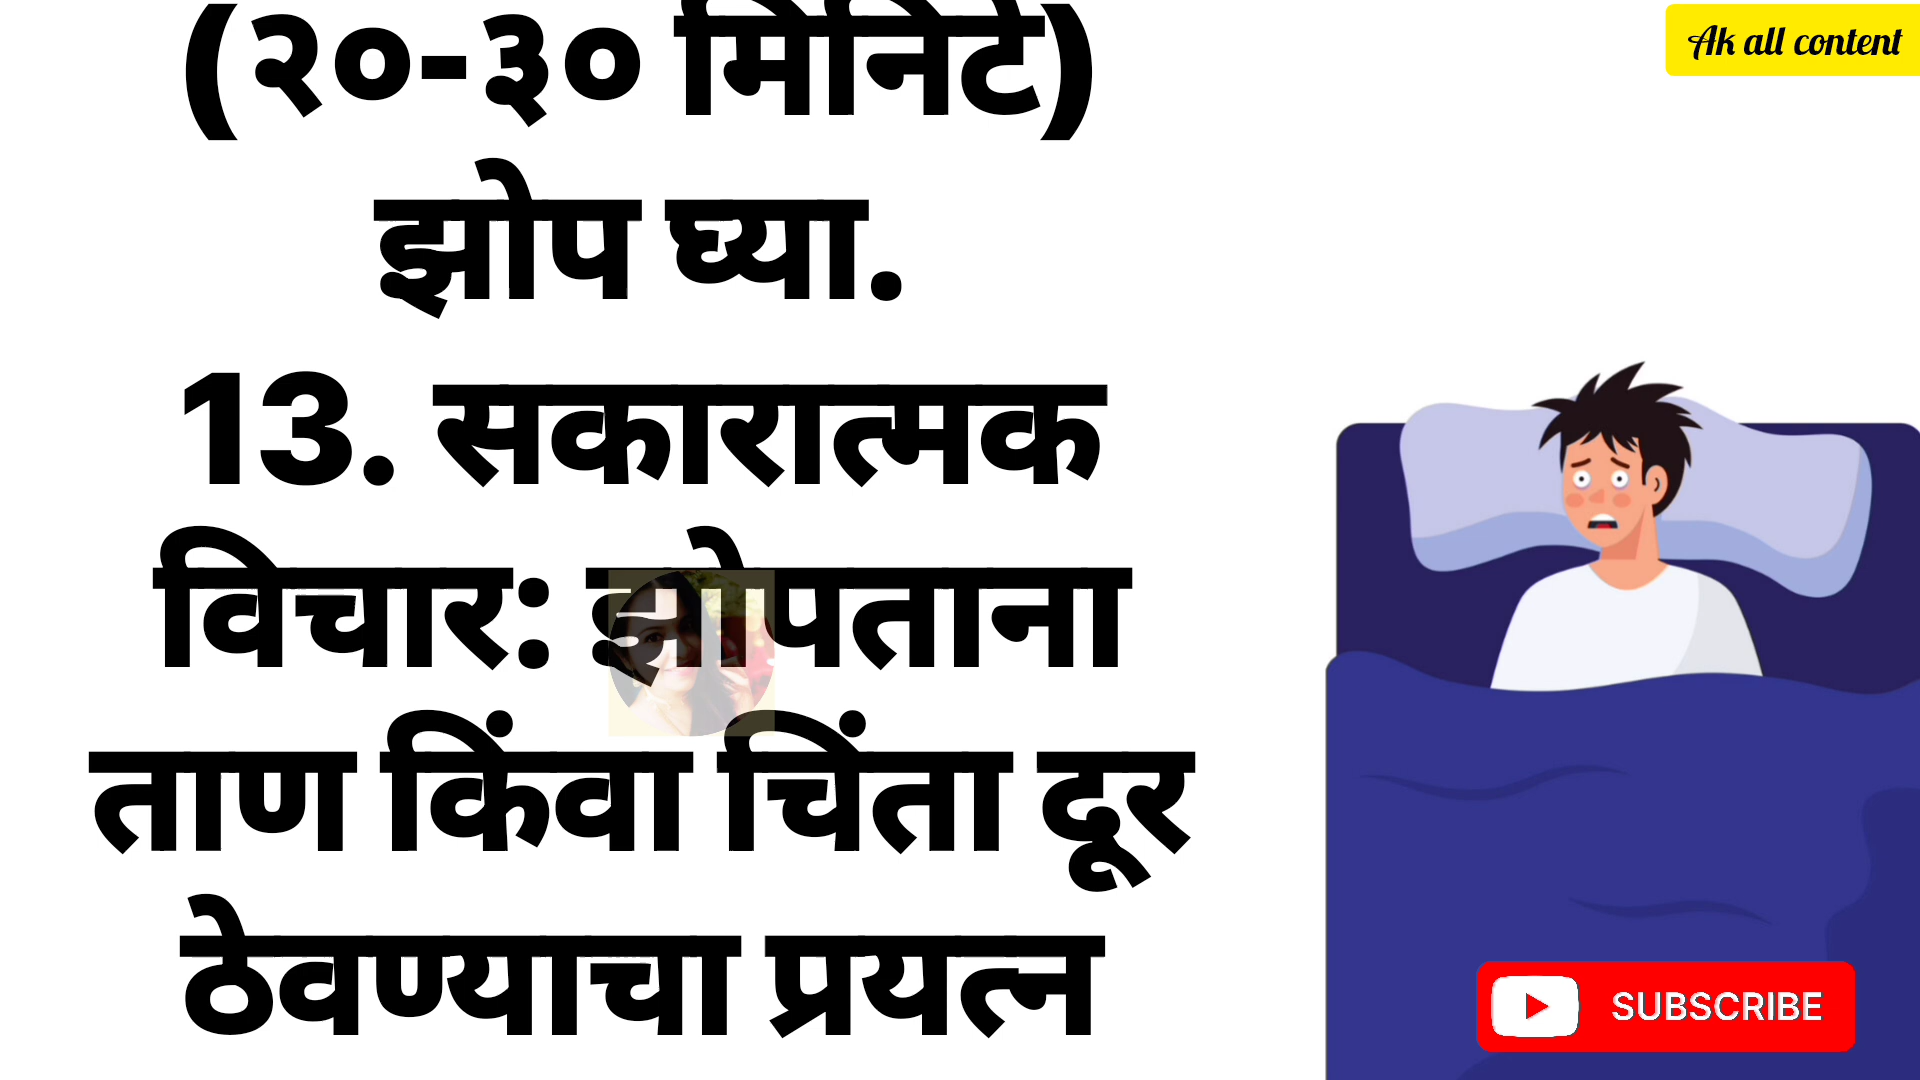 (२०-३० मिनिटे)
झोप घ्या.
13. सकारात्मक
विचार: झोपताना
ताण किंवा चिंता दूर
ठेवण्याचा प्रयत्न
Ak all content
SUBSCRIBE